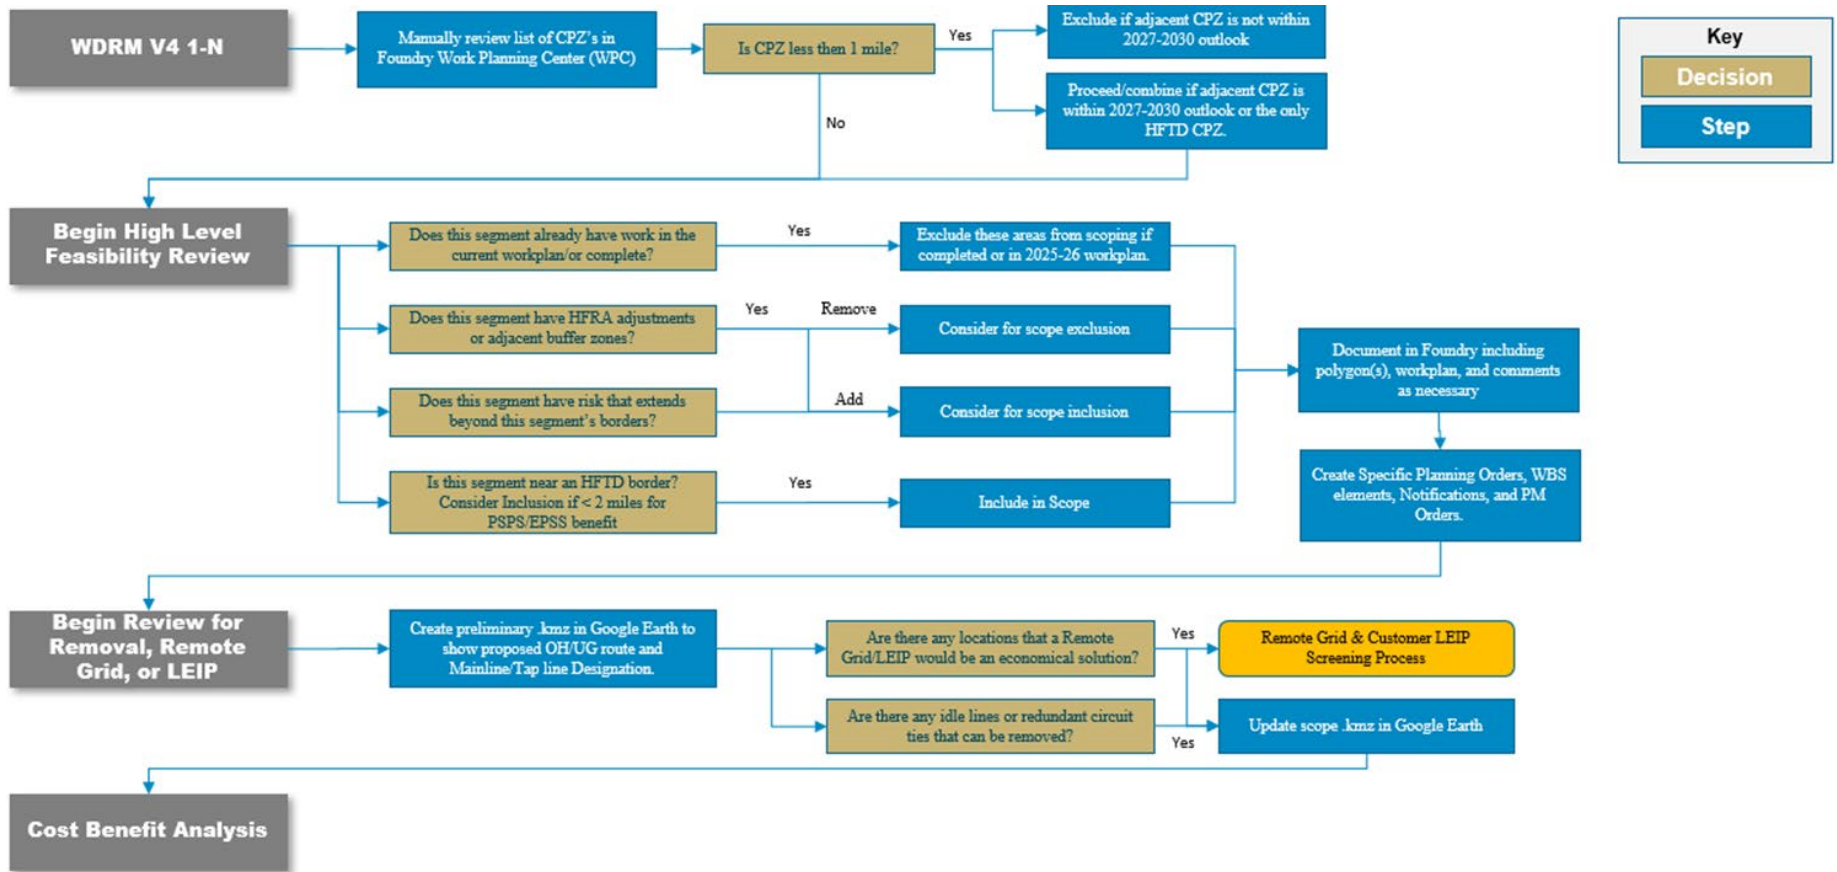 WDRM V4 1-N
Manually review list of CPZ's in
Foundry Work Planning Center (WPC)
Is CPZ less then 1 mile?
Yes
Exclude if adjacent CPZ is not within
2027-2030 outlook
Proceed/combine if adjacent CPZ is
within 2027-2030 outlook or the only
HFTD CPZ.
No
Key
Decision
Step
Begin High Level
Feasibility Review
Does this segment already have work in the
current workplan/or complete?
Yes
Exclude these areas from scoping if
completed or in 2025-26 workplan.
Does this segment have HFRA adjustments
or adjacent buffer zones?
Yes
Remove
Consider for scope exclusion
Does this segment have risk that extends
beyond this segment's borders?
Add
Consider for scope inclusion
Is this segment near an HFTD border?
Consider Inclusion if < 2 miles for
PSPS/EPSS benefit
Yes
Include in Scope
Document in Foundry including
polygon(s), workplan, and comments
as necessary
Create Specific Planning Orders, WBS
elements, Notifications, and PM
Orders.
Begin Review for
Removal, Remote
Grid, or LEIP
Create preliminary .kmz in Google Earth to
show proposed OH/UG route and
Mainline/Tap line Designation.
Are there any locations that a Remote
Grid/LEIP would be an economical solution?
Yes
Remote Grid & Customer LEIP
Screening Process
Are there any idle lines or redundant circuit
ties that can be removed?
Yes
Update scope .kmz in Google Earth
Cost Benefit Analysis